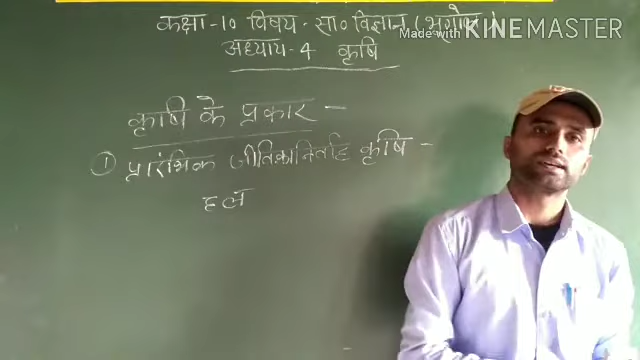 कक्षा-10 विषय- सा० विज्ञान (भूगोल)
Made with KINEMASTER
अध्याय-4 कृषि
कृषि के प्रकार -
① प्रारंभिक जीविकानिर्वाह कृषि -
हल